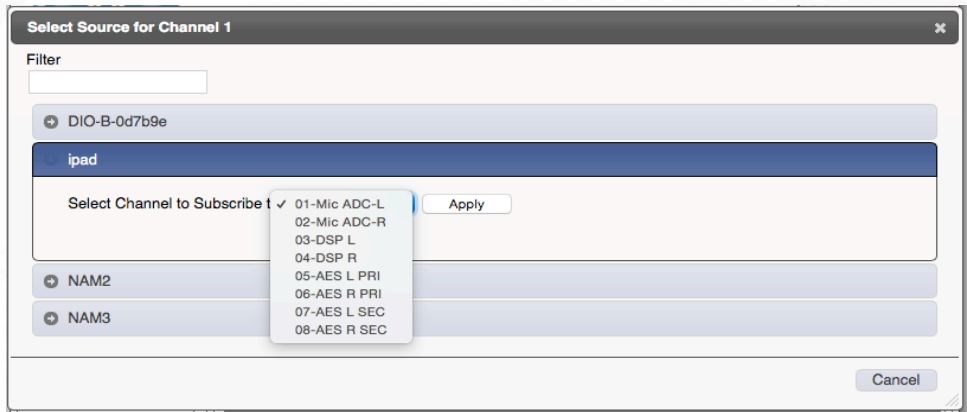 Select Source for Channel 1
Filter
DIO-B-0d7b9e
ipad
Select Channel to Subscribe t ✓ 01-Mic ADC-L Apply
02-Mic ADC-R
03-DSP L
04-DSP R
05-AES L PRI
06-AES R PRI
07-AES L SEC
08-AES R SEC
NAM2
NAM3
Cancel